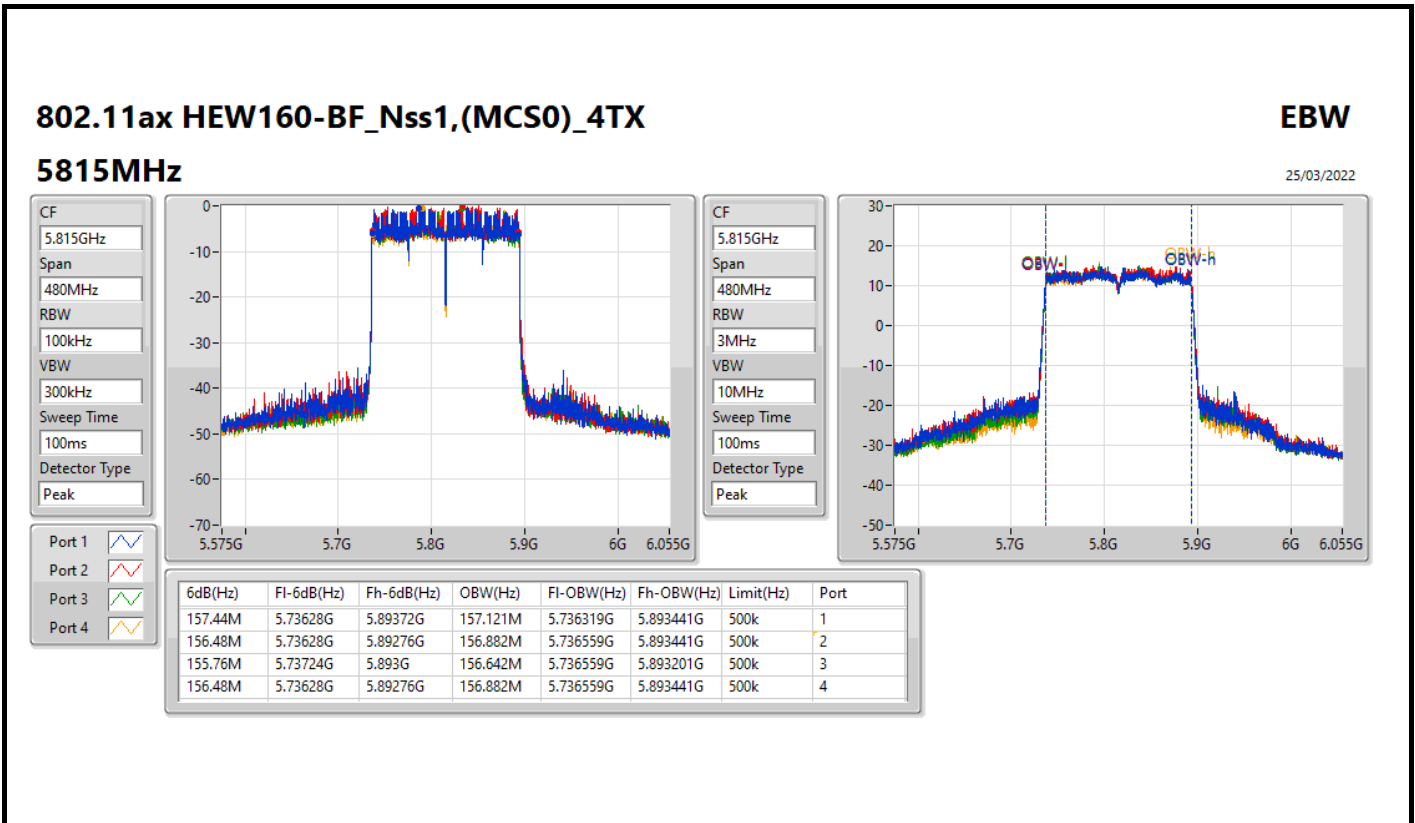 802.11ax HEW160-BF_Nss1,(MCS0)_4TX
EBW
5815MHz
25/03/2022
CF
5.815GHz
Span
480MHz
RBW
100kHz
VBW
300kHz
Sweep Time
100ms
Detector Type
Peak
0
-10
-20
-30
-40
-50
-60
-70
5.575G 5.7G 5.8G 5.9G 6G 6.055G
CF
5.815GHz
Span
480MHz
RBW
3MHz
VBW
10MHz
Sweep Time
100ms
Detector Type
Peak
30
20
10
0
-10
-20
-30
-40
-50
OBW-l
OBW-h
OBW-h
5.575G 5.7G 5.8G 5.9G 6G 6.055G
Port 1
Port 2
Port 3
Port 4
6dB(Hz) Fl-6dB(Hz) Fh-6dB(Hz) OBW(Hz) Fl-OBW(Hz) Fh-OBW(Hz) Limit(Hz) Port
157.44M 5.73628G 5.89372G 157.121M 5.736319G 5.893441G 500k 1
156.48M 5.73628G 5.89276G 156.882M 5.736559G 5.893441G 500k 2
155.76M 5.73724G 5.893G 156.642M 5.736559G 5.893201G 500k 3
156.48M 5.73628G 5.89276G 156.882M 5.736559G 5.893441G 500k 4